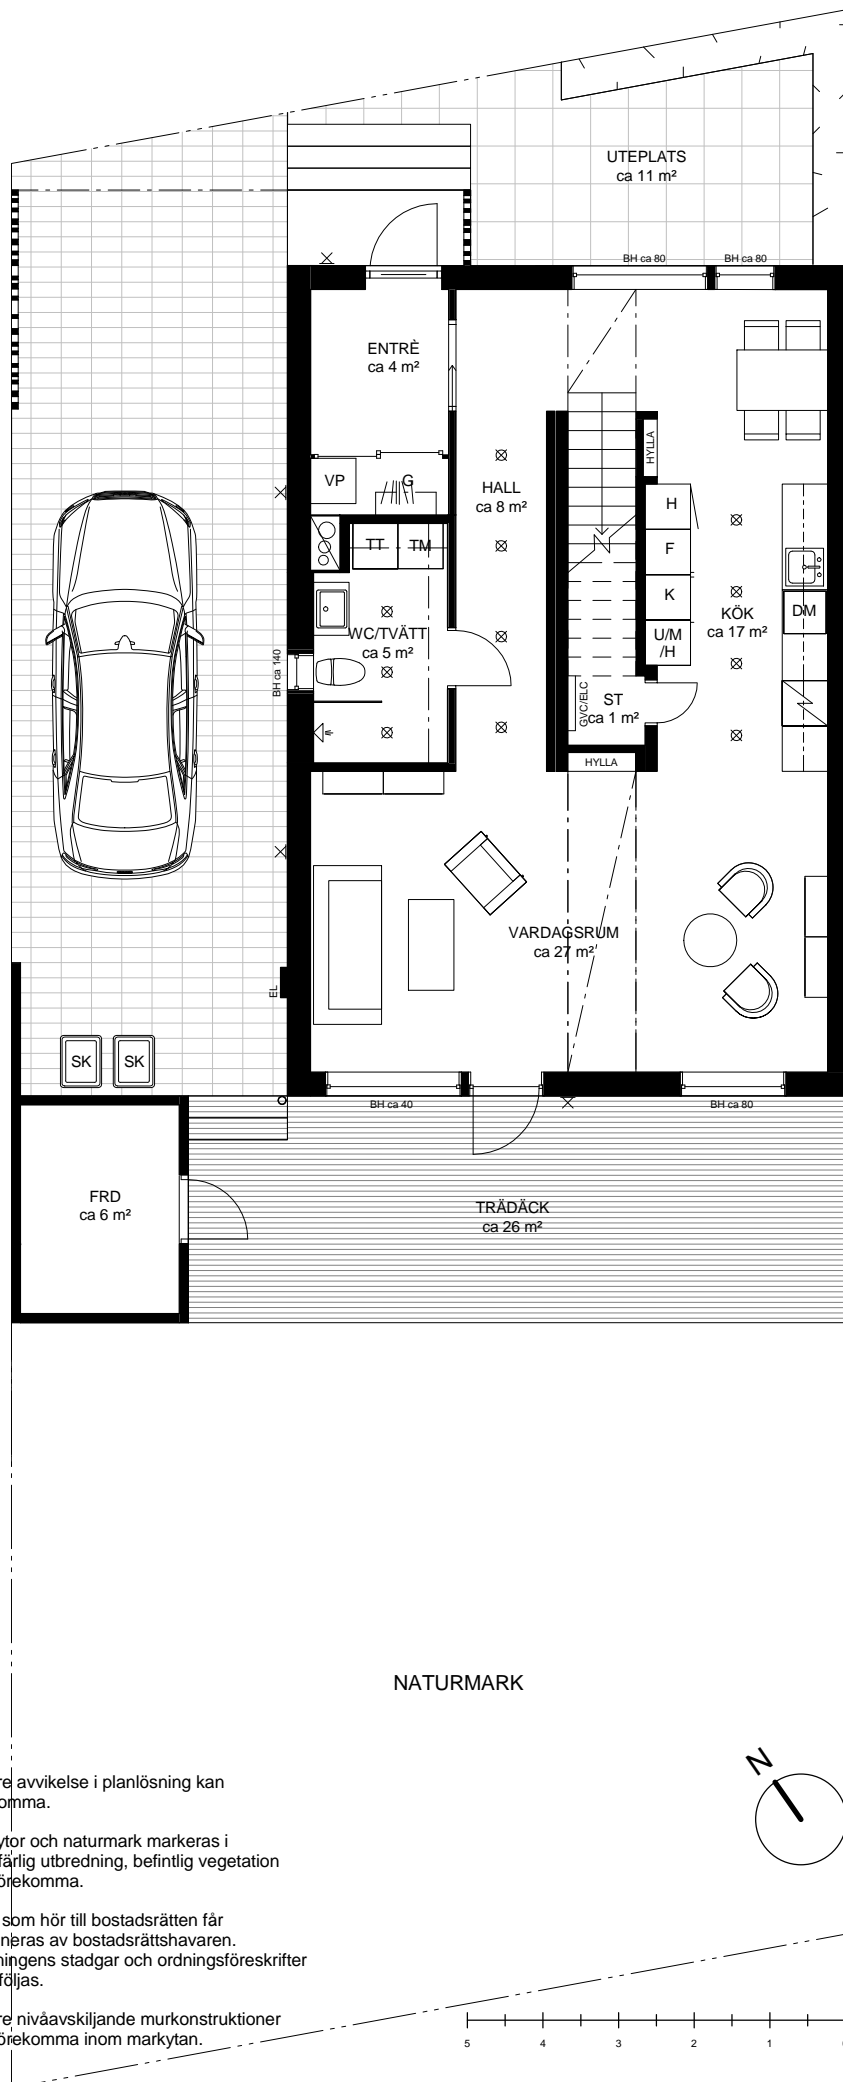 UTEPLATS
ca 11 m²
BH ca 80
BH ca 80
ENTRÈ
ca 4 m²
VP
G
HALL
ca 8 m²
HYLLA
H
F
K
U/M
/H
KÖK
ca 17 m²
DM
TT
TM
WC/TVÄTT
ca 5 m²
BH ca 140
GVC/ELC
ST
ca 1 m²
HYLLA
VARDAGSRUM
ca 27 m²
EL
SK
SK
BH ca 40
BH ca 80
FRD
ca 6 m²
TRÄDÄCK
ca 26 m²
NATURMARK
N
re avvikelse i planlösning kan
omma.
ytor och naturmark markeras i
färlig utbredning, befintlig vegetation
örekomma.
som hör till bostadsrätten får
neras av bostadsrättshavaren.
ningens stadgar och ordningsföreskrifter
följas.
re nivåavskiljande murkonstruktioner
örekomma inom markytan.
5 4 3 2 1